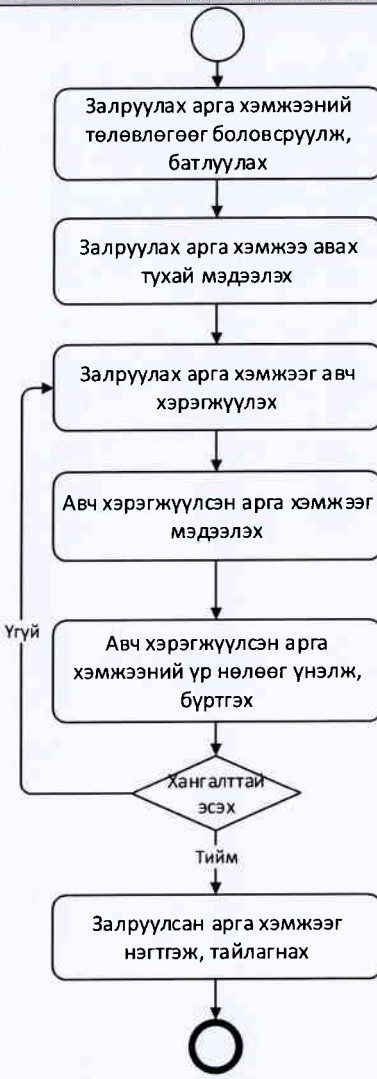 Залруулах арга хэмжээний
төлөвлөгөөг боловсруулж,
батлуулах
Залруулах арга хэмжээ авах
тухай мэдээлэх
Залруулах арга хэмжээг авч
хэрэгжүүлэх
Авч хэрэгжүүлсэн арга хэмжээг
мэдээлэх
Үгүй
Авч хэрэгжүүлсэн арга
хэмжээний үр нөлөөг үнэлж,
бүртгэх
Хангалттай
эсэх
Тийм
Залруулсан арга хэмжээг
нэгтгэж, тайлагнах